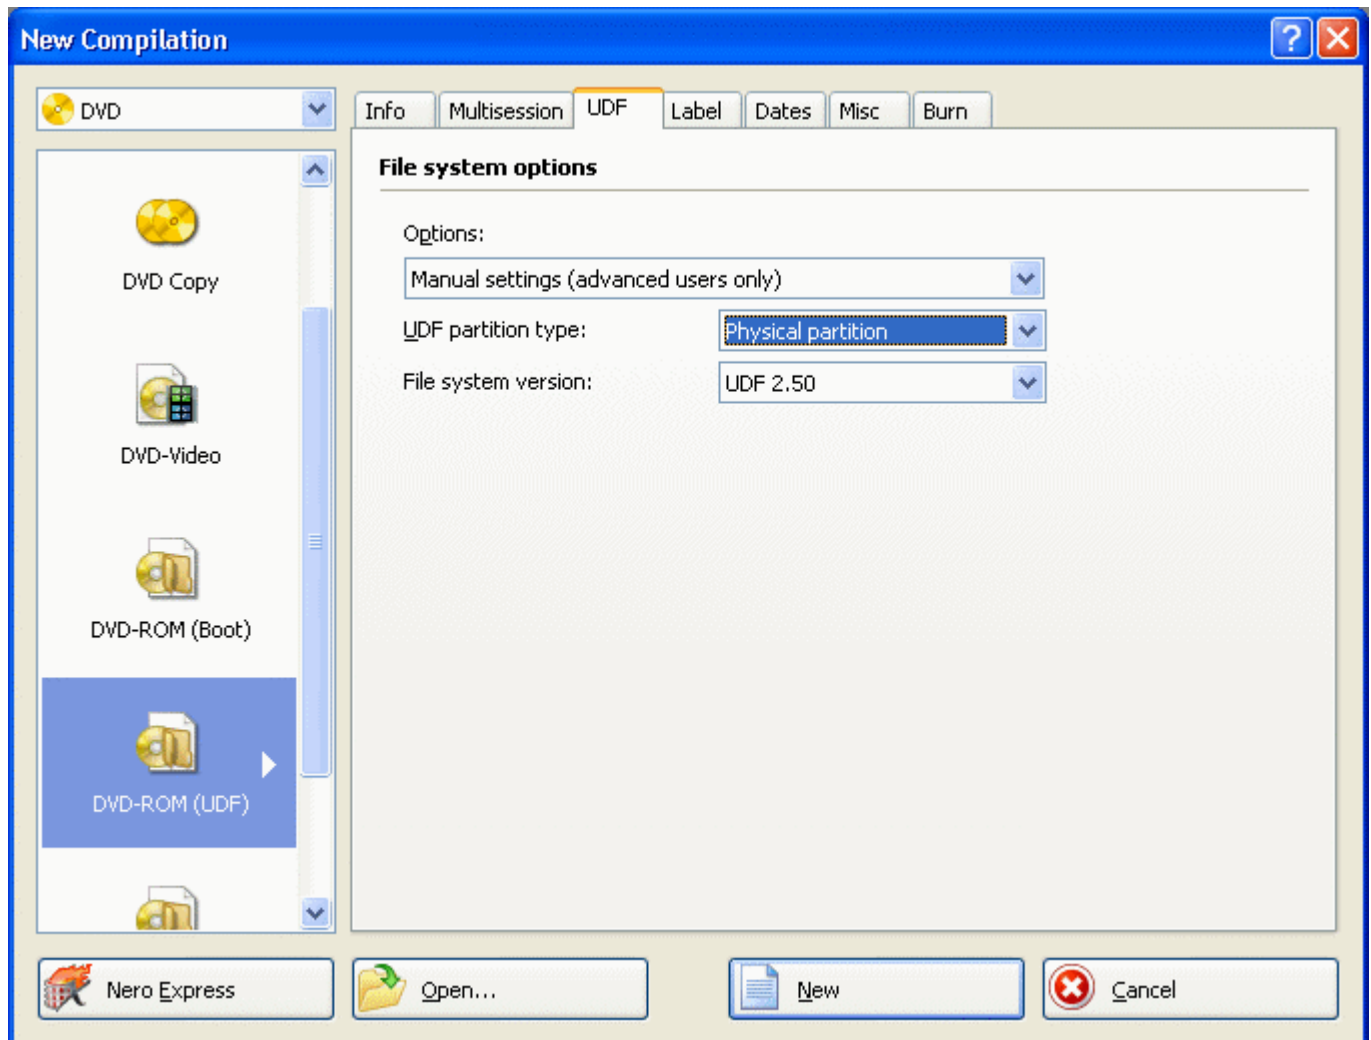 New Compilation
DVD
DVD Copy
DVD-Video
DVD-ROM (Boot)
DVD-ROM (UDF)
Info Multisession UDF Label Dates Misc Burn
File system options
Options:
Manual settings (advanced users only)
UDF partition type: Physical partition
File system version: UDF 2.50
Nero Express Open... New Cancel